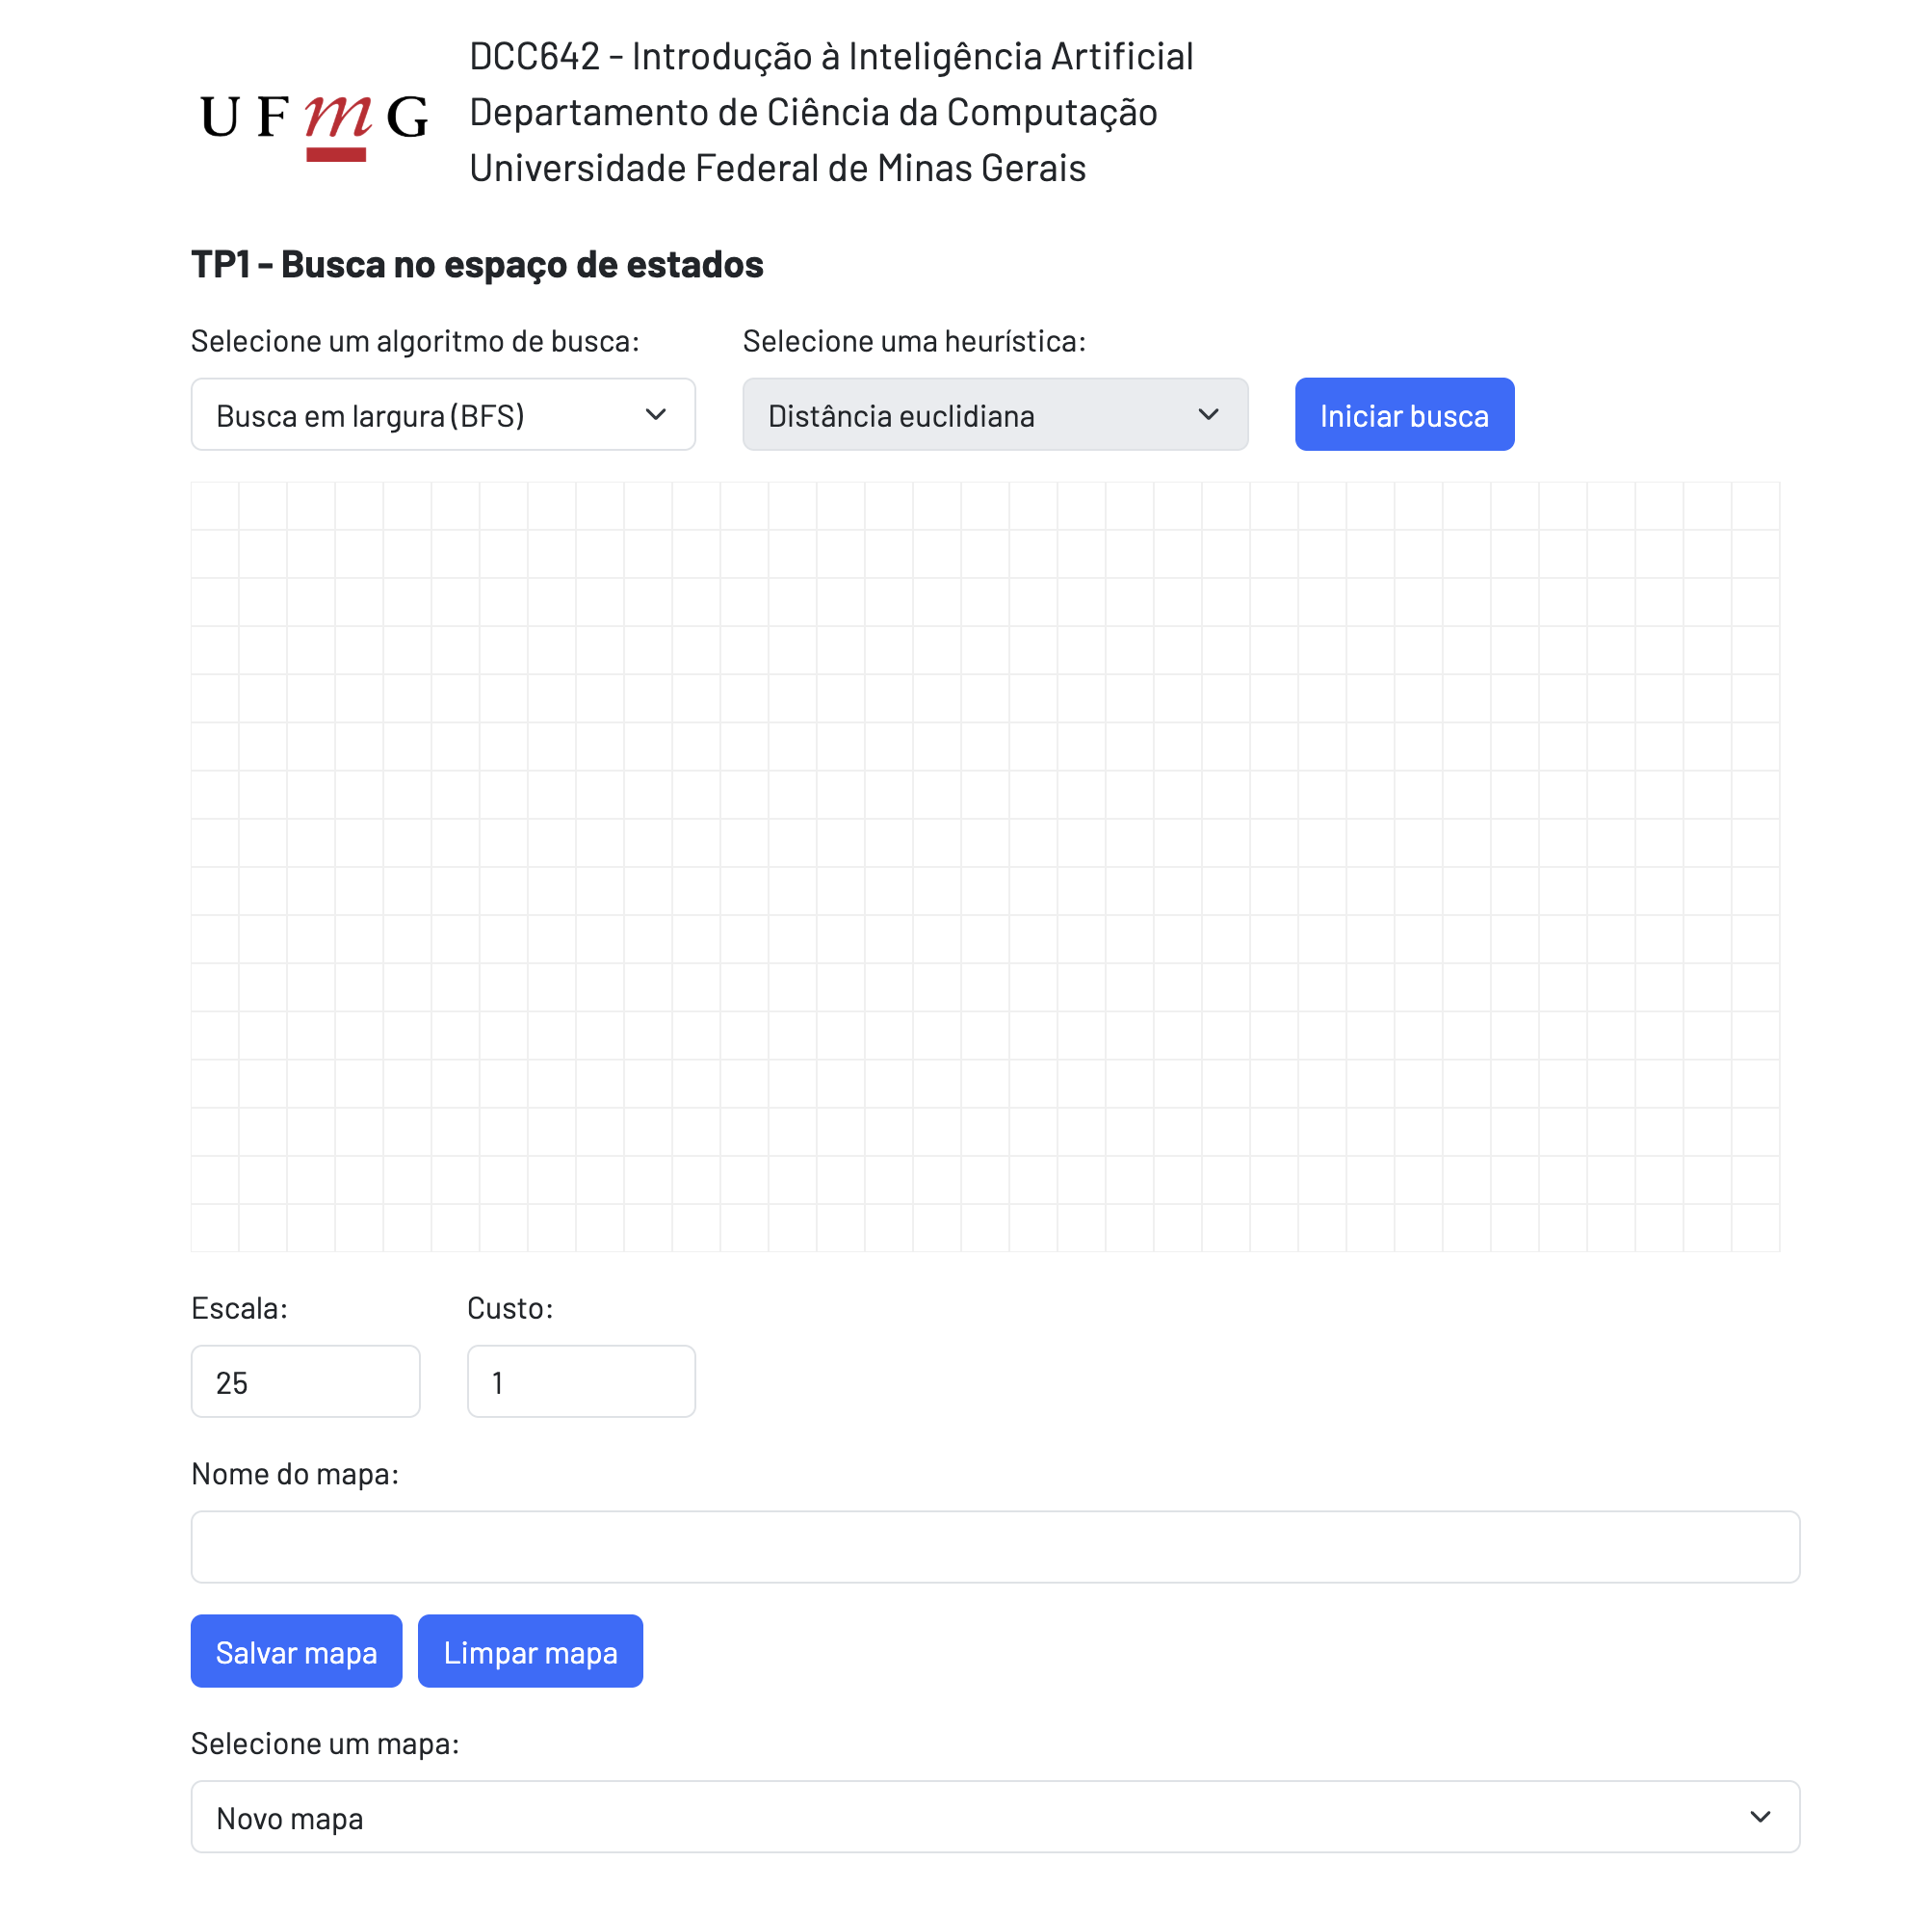 UFmG
DCC642 - Introdução à Inteligência Artificial
Departamento de Ciência da Computação
Universidade Federal de Minas Gerais
TP1 - Busca no espaço de estados
Selecione um algoritmo de busca:
Selecione uma heurística:
Busca em largura (BFS)
Distância euclidiana
Iniciar busca
Escala:
Custo:
25
1
Nome do mapa:
Salvar mapa
Limpar mapa
Selecione um mapa:
Novo mapa